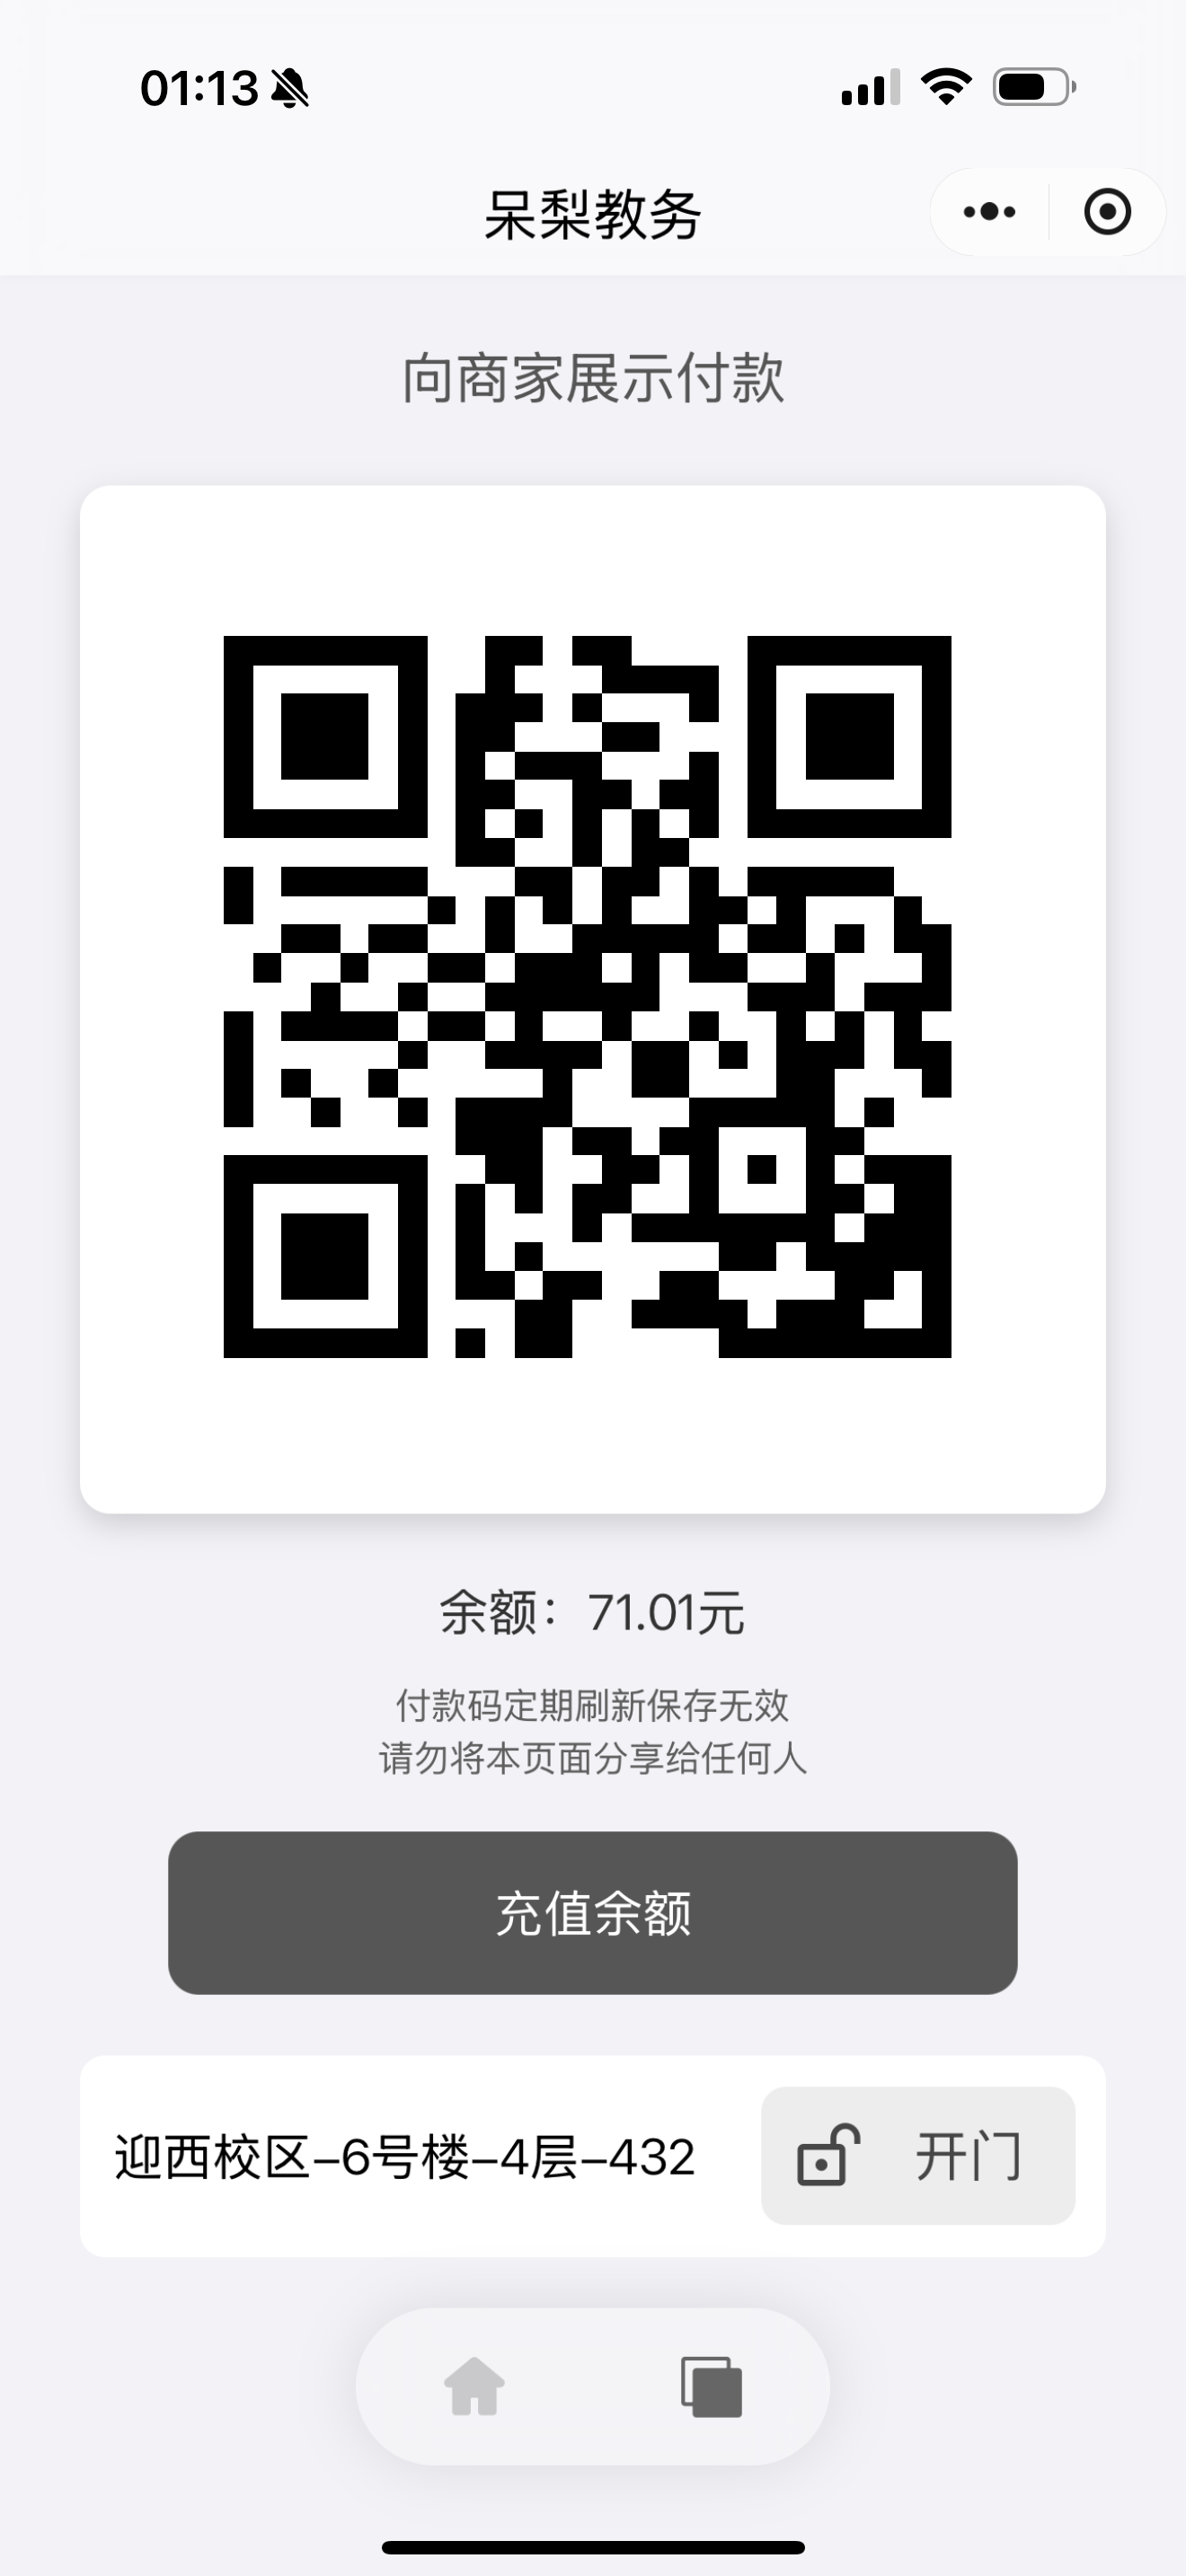 01:13
呆梨教务
向商家展示付款
余额：71.01元
付款码定期刷新保存无效
请勿将本页面分享给任何人
充值余额
迎西校区–6号楼–4层–432
开门